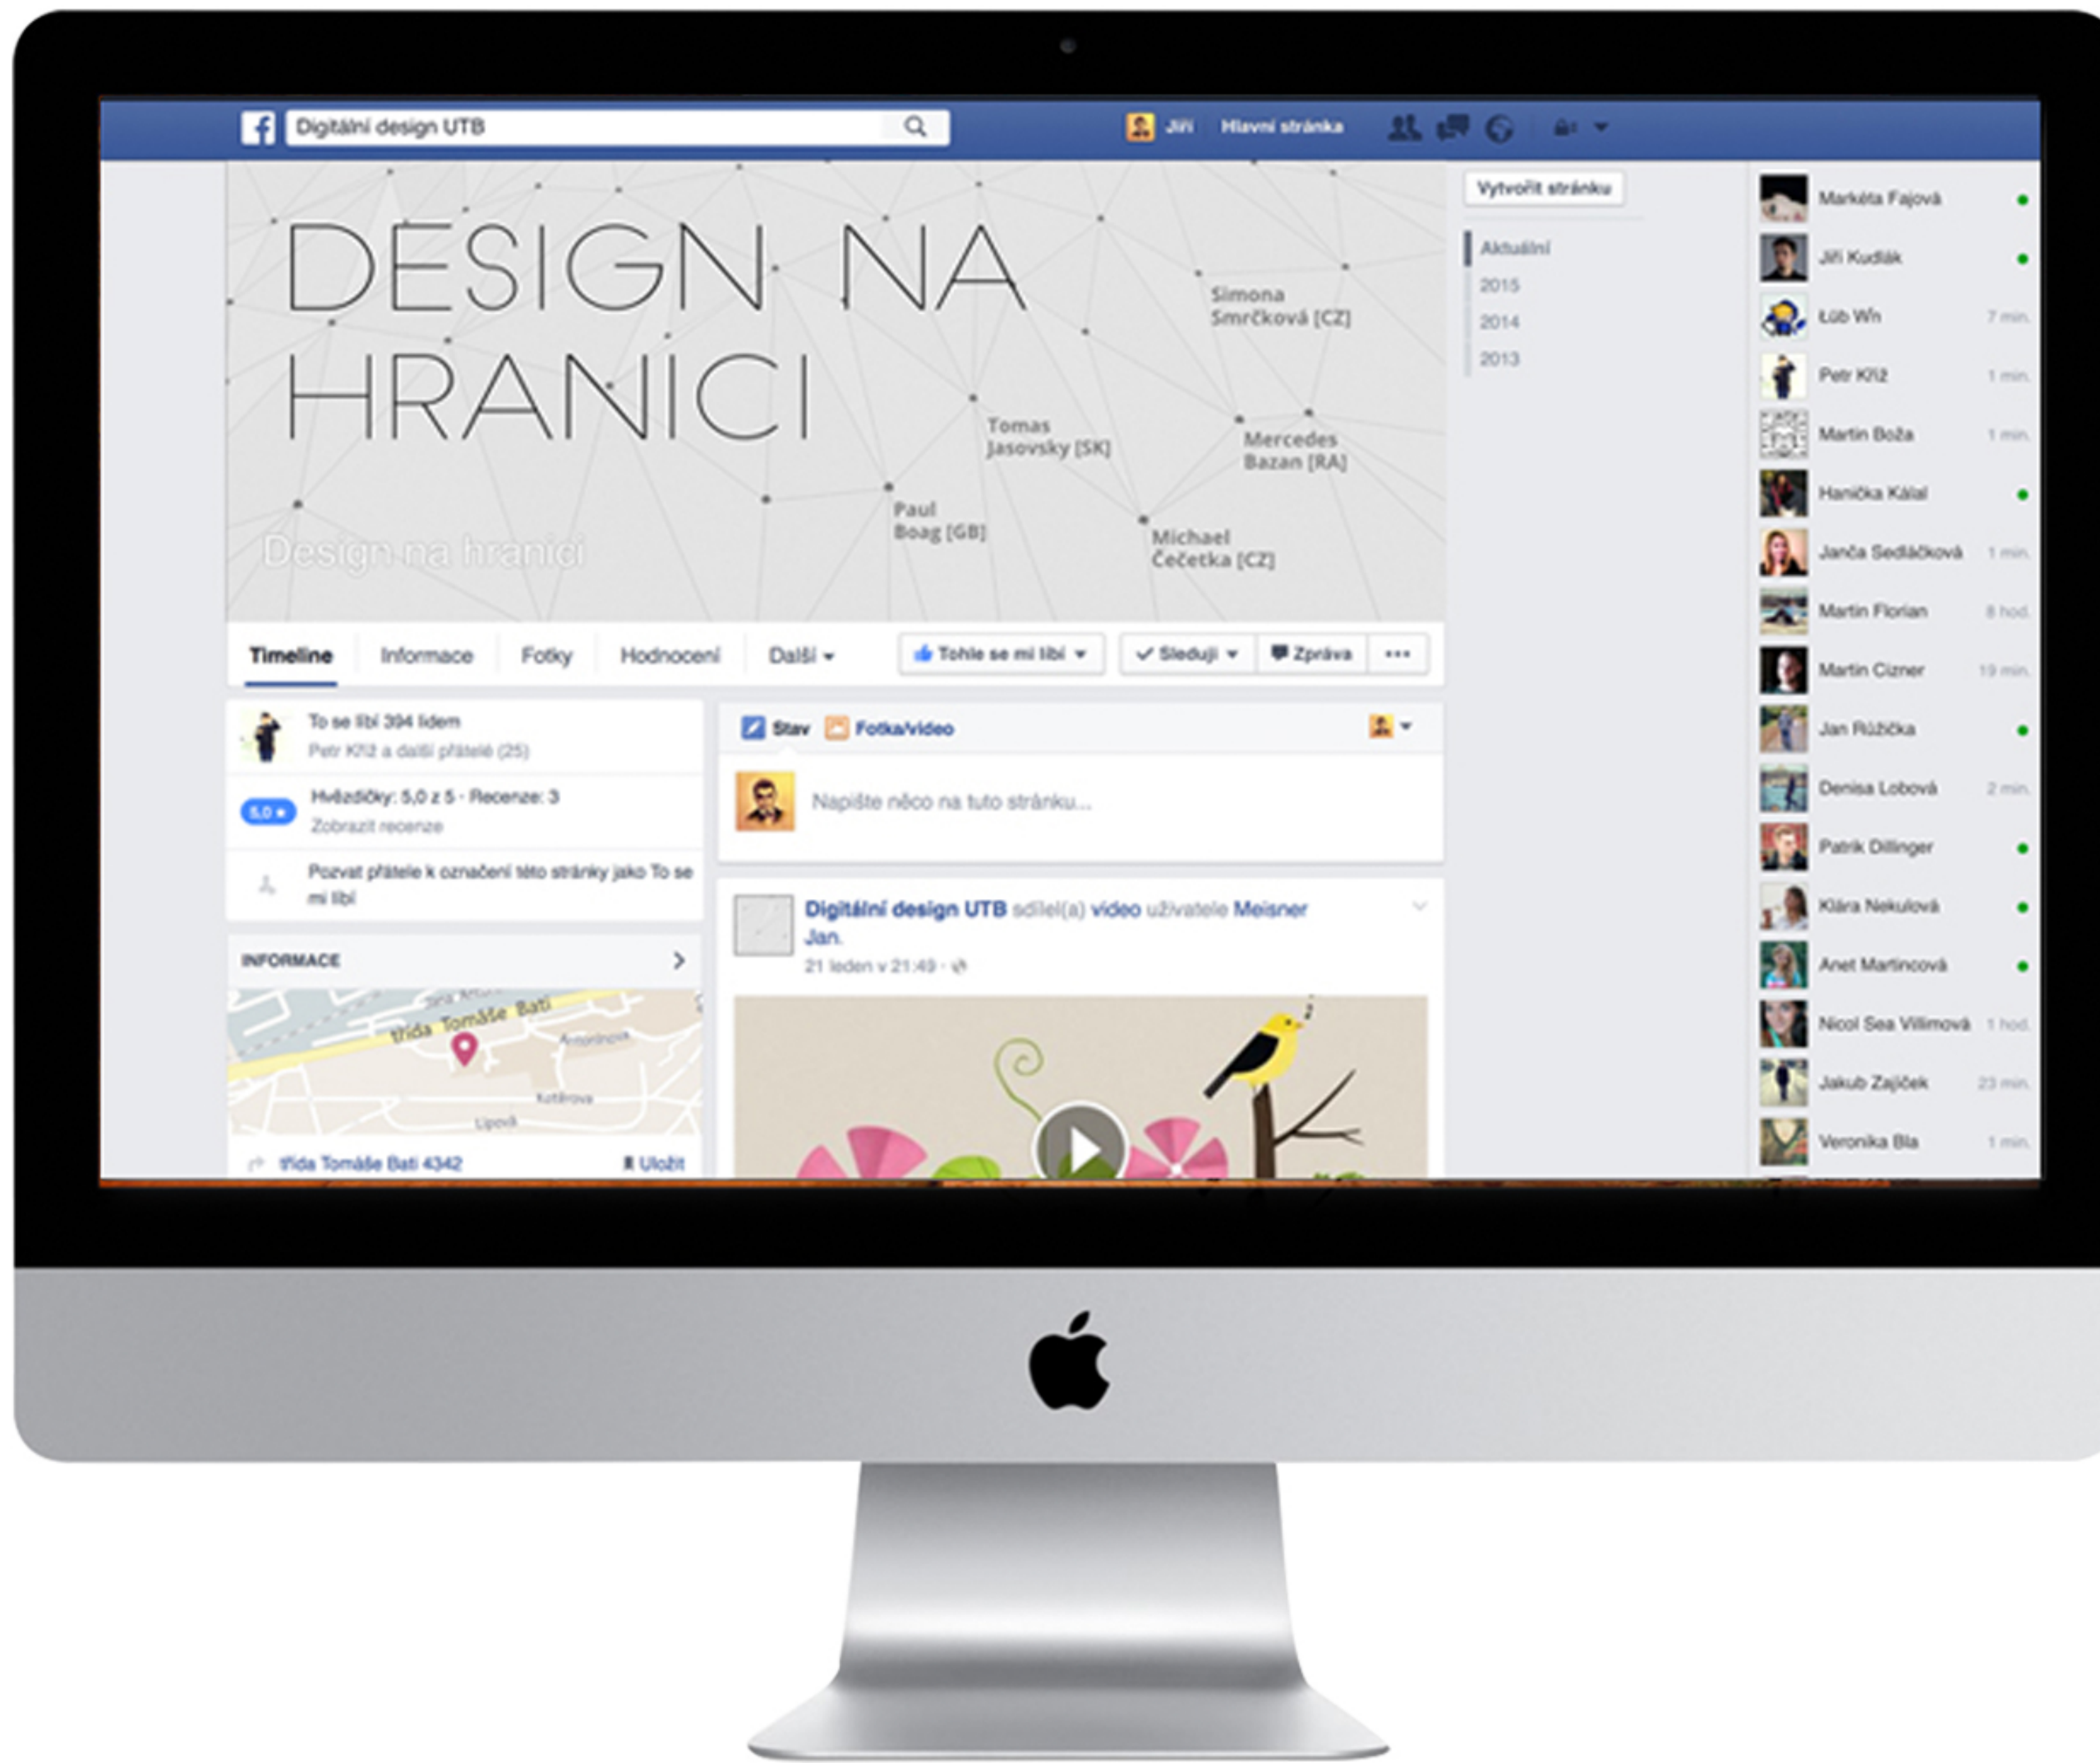 Digitální design UTB
Jiří Hlavní stránka
DESIGN NA
HRANICI
Simona
Smrčková [CZ]
Tomas
Jasovsky [SK]
Mercedes
Bazan [RA]
Paul
Boag [GB]
Michael
Čečetka [CZ]
Design na hranici
Timeline Informace Fotky Hodnocení Další Tohle se mi líbí Sleduji Zpráva
To se líbí 394 lidem
Petr Kříž a další přátelé (25)
5,0
Hvězdičky: 5,0 z 5 · Recenze: 3
Zobrazit recenze
Pozvat přátele k označení této stránky jako To se
mi líbí
INFORMACE
třída Tomáše Bati
Antonínova
Kotěrova
Lipová
třída Tomáše Bati 4342 Uložit
Stav Fotka/video
Napište něco na tuto stránku...
Digitální design UTB sdílel(a) video uživatele Meisner
Jan.
21 leden v 21:49
Vytvořit stránku
Aktuální
2015
2014
2013
Markéta Fajová
Jiří Kudlák
Łüb Wn 7 min.
Petr Kříž 1 min.
Martin Boža 1 min.
Hanička Kálal
Janča Sedláčková 1 min.
Martin Florian 8 hod.
Martin Cizner 19 min.
Jan Růžička
Denisa Lobová 2 min.
Patrik Dillinger
Klára Nekulová
Anet Martincová
Nicol Sea Villimová 1 hod.
Jakub Zajíček 23 min.
Veronika Bla 1 min.